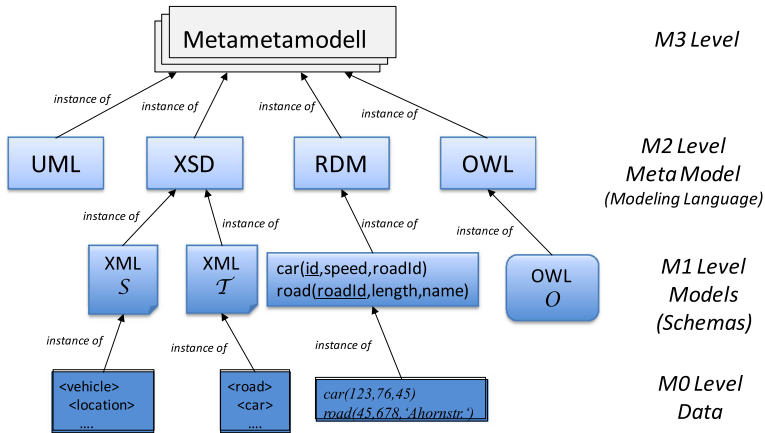 Metametamodell
M3 Level
instance of
instance of
instance of
instance of
UML
XSD
RDM
OWL
M2 Level
Meta Model
(Modeling Language)
instance of
instance of
instance of
instance of
XML
S
XML
T
car(id,speed,roadId)
road(roadId,length,name)
OWL
O
M1 Level
Models
(Schemas)
instance of
instance of
instance of
<vehicle>
<location>
....
<road>
<car>
....
car(123,76,45)
road(45,678,‘Ahornstr.‘)
M0 Level
Data